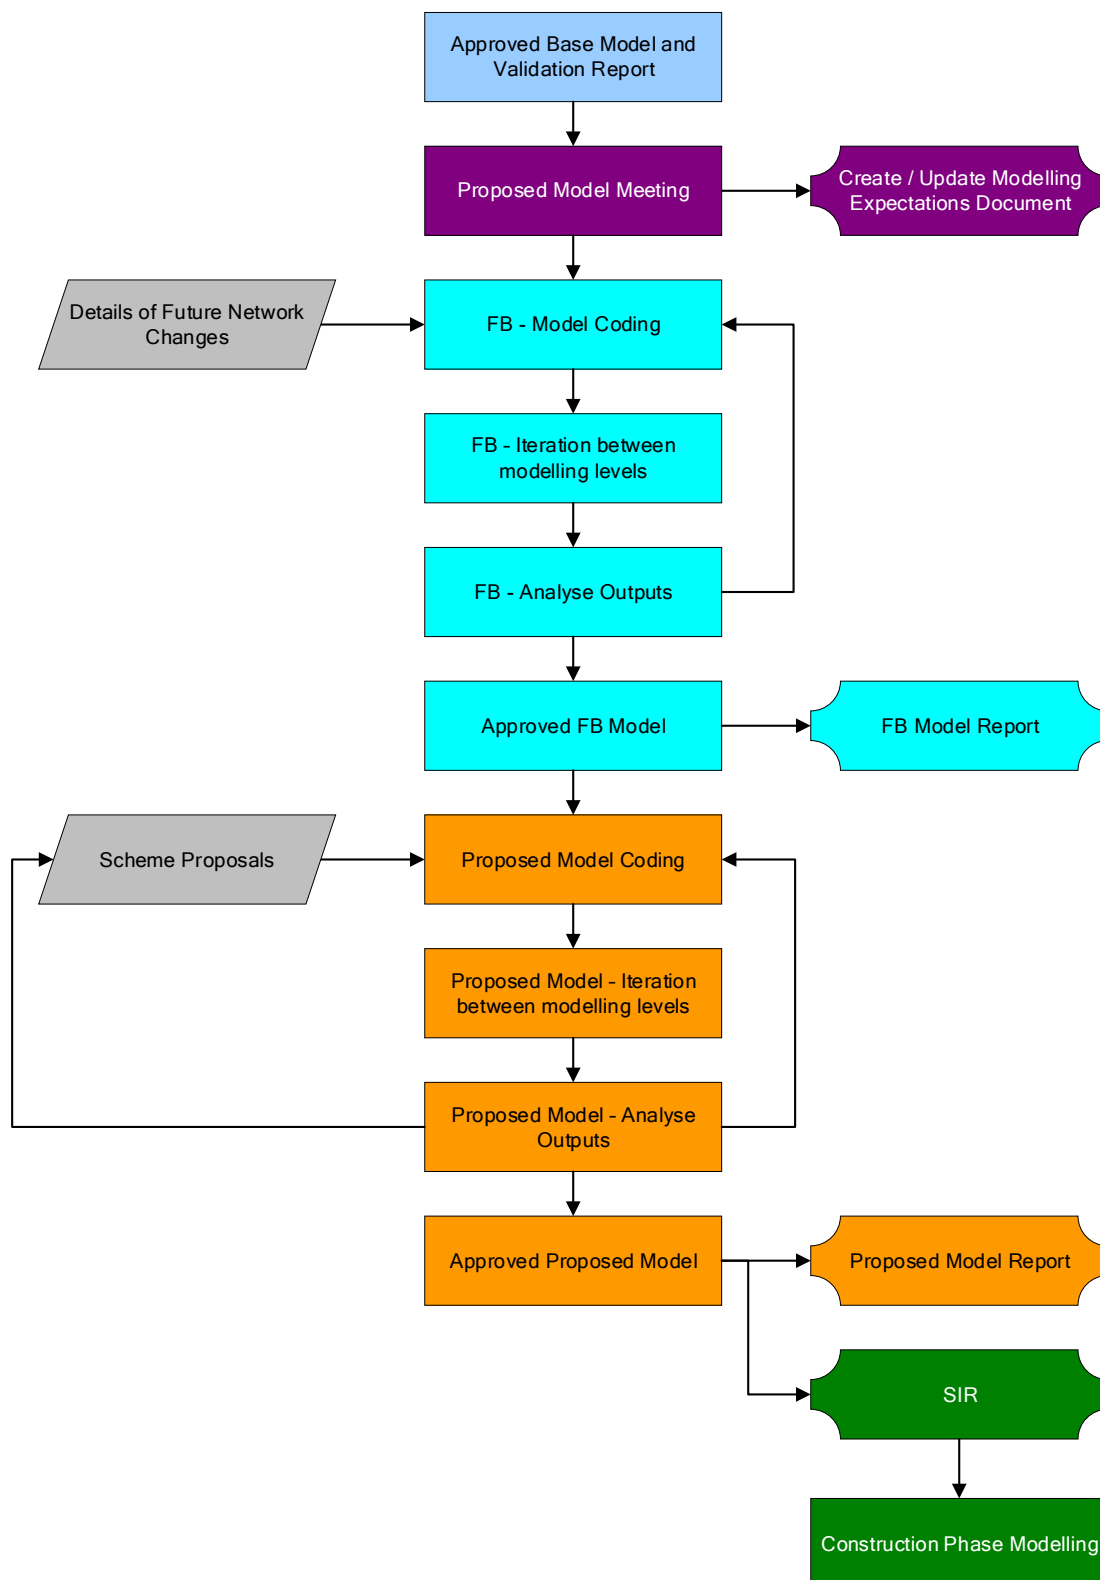 Approved Base Model and
Validation Report
Proposed Model Meeting
Create / Update Modelling
Expectations Document
Details of Future Network
Changes
FB - Model Coding
FB - Iteration between
modelling levels
FB - Analyse Outputs
Approved FB Model
FB Model Report
Scheme Proposals
Proposed Model Coding
Proposed Model - Iteration
between modelling levels
Proposed Model - Analyse
Outputs
Approved Proposed Model
Proposed Model Report
SIR
Construction Phase Modelling